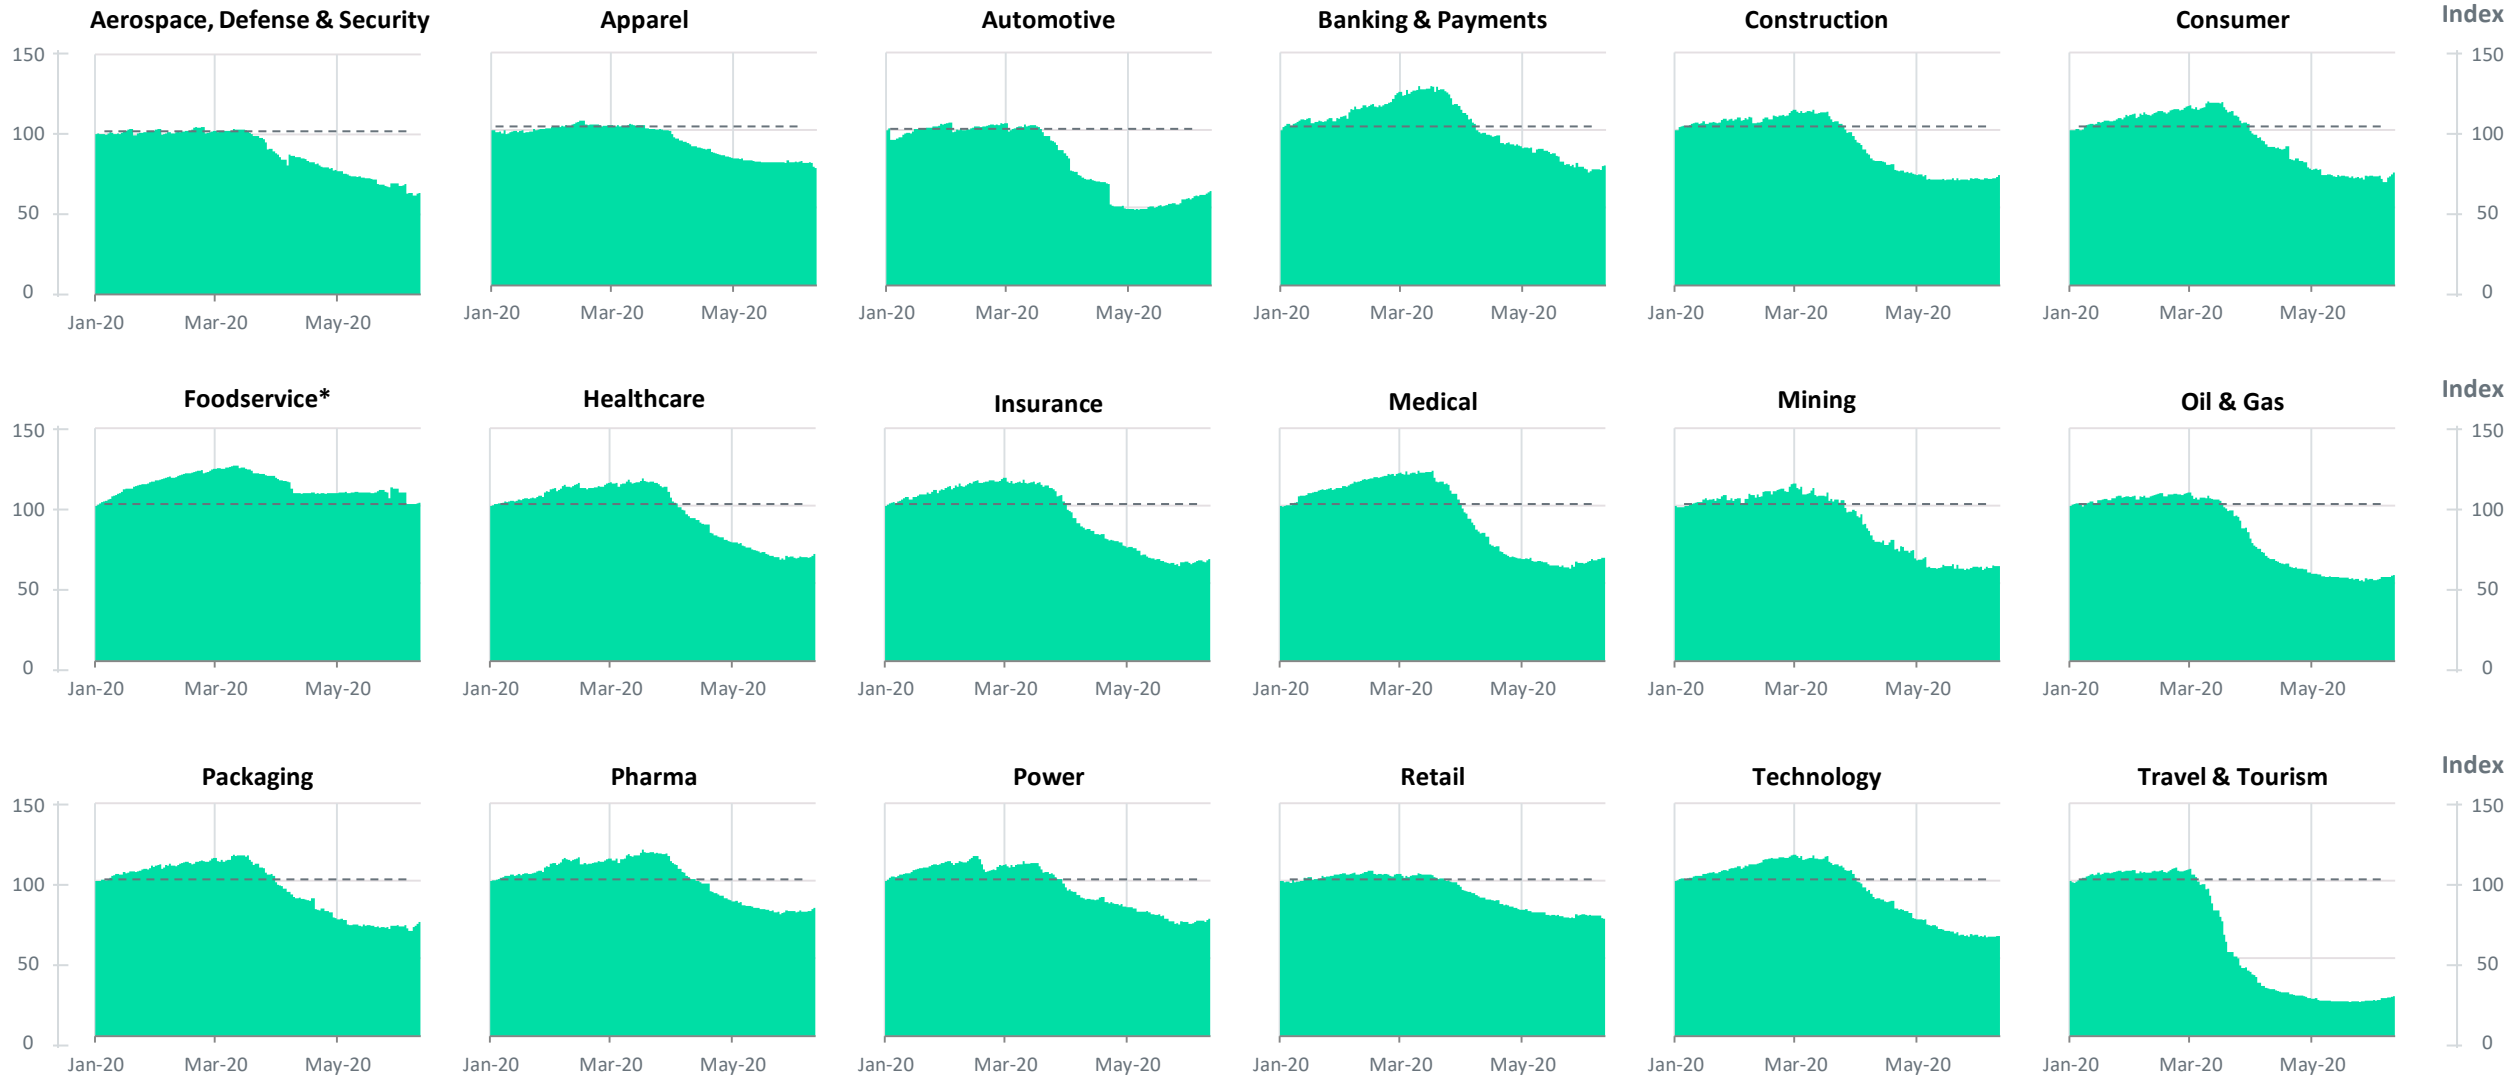 Aerospace, Defense & Security Apparel Automotive Banking & Payments Construction Consumer Index
150 150
100 100
50 50
0 0
Jan-20 Mar-20 May-20 Jan-20 Mar-20 May-20 Jan-20 Mar-20 May-20 Jan-20 Mar-20 May-20 Jan-20 Mar-20 May-20 Jan-20 Mar-20 May-20
Foodservice* Healthcare Insurance Medical Mining Oil & Gas Index
150 150
100 100
50 50
0 0
Jan-20 Mar-20 May-20 Jan-20 Mar-20 May-20 Jan-20 Mar-20 May-20 Jan-20 Mar-20 May-20 Jan-20 Mar-20 May-20 Jan-20 Mar-20 May-20
Packaging Pharma Power Retail Technology Travel & Tourism Index
150 150
100 100
50 50
0 0
Jan-20 Mar-20 May-20 Jan-20 Mar-20 May-20 Jan-20 Mar-20 May-20 Jan-20 Mar-20 May-20 Jan-20 Mar-20 May-20 Jan-20 Mar-20 May-20